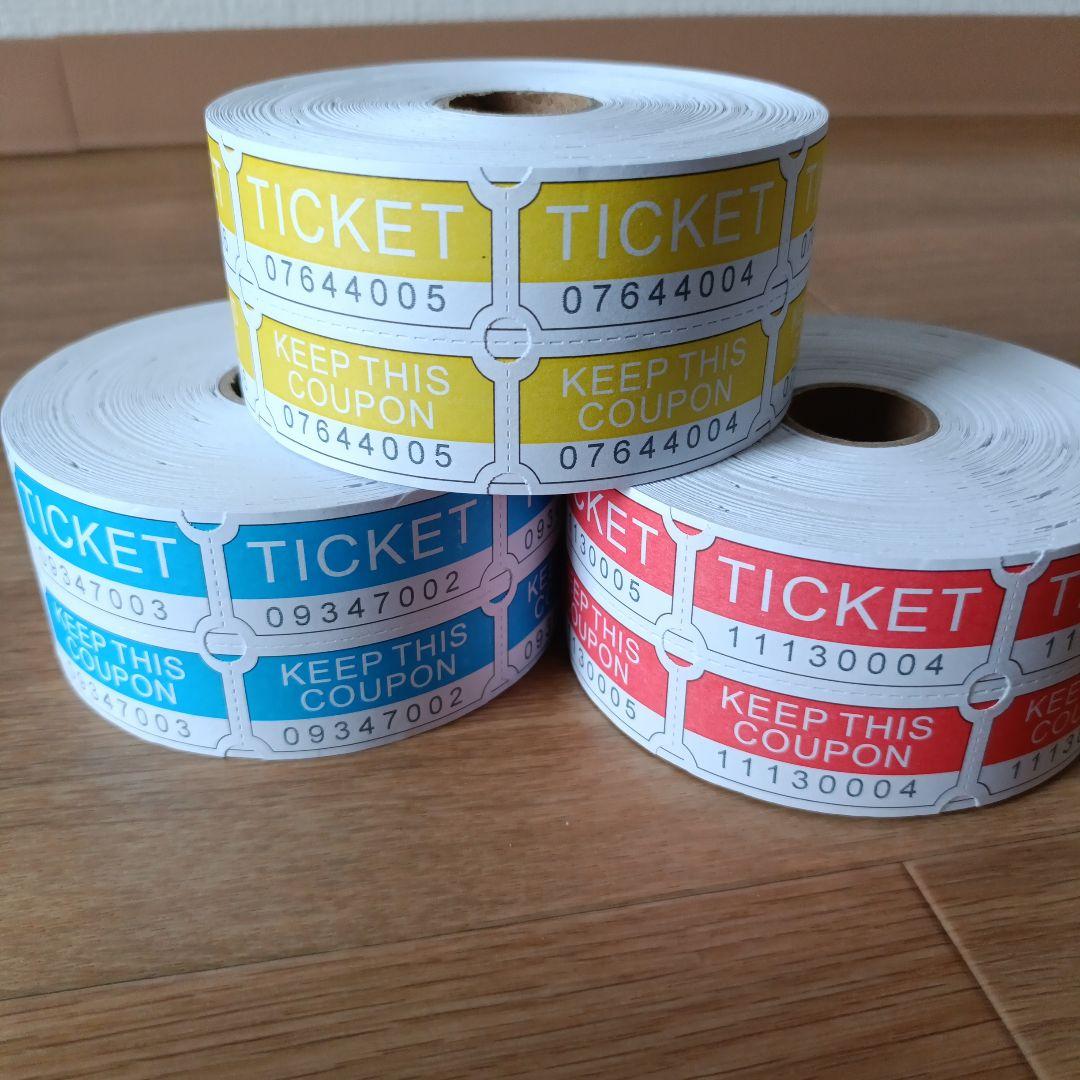 TICKET
07644005
KEEP THIS
COUPON
07644005
TICKET
07644004
KEEP THIS
COUPON
07644004
TICKET
09347003
KEEP THIS
COUPON
09347003
TICKET
09347002
KEEP THIS
COUPON
09347002
TICKET
11130004
KEEP THIS
COUPON
11130004